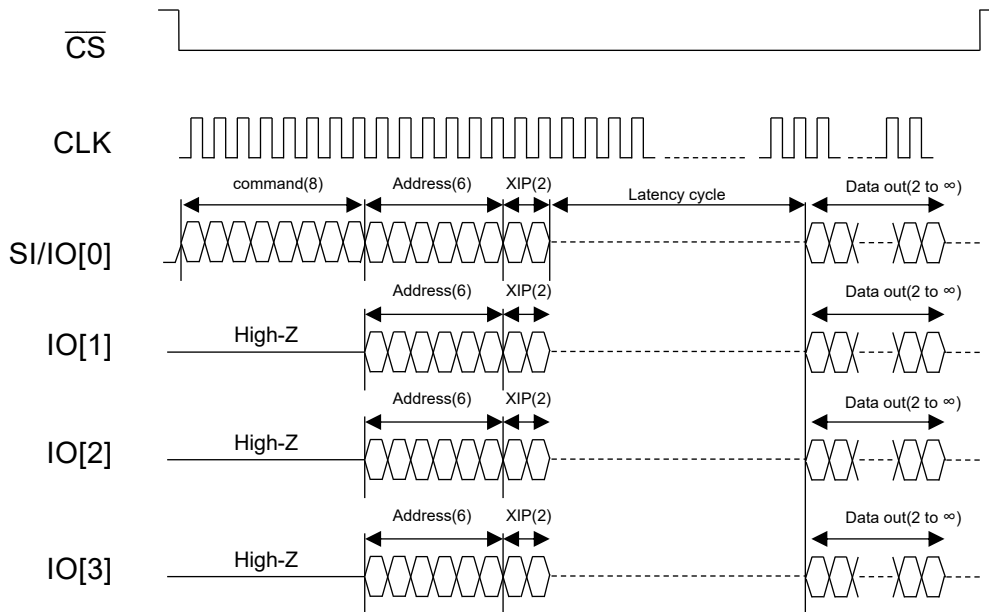 CS
CLK
command(8) Address(6) XIP(2) Latency cycle Data out(2 to ∞)
SI/IO[0]
Address(6) XIP(2) Data out(2 to ∞)
IO[1] High-Z
Address(6) XIP(2) Data out(2 to ∞)
IO[2] High-Z
Address(6) XIP(2) Data out(2 to ∞)
IO[3] High-Z